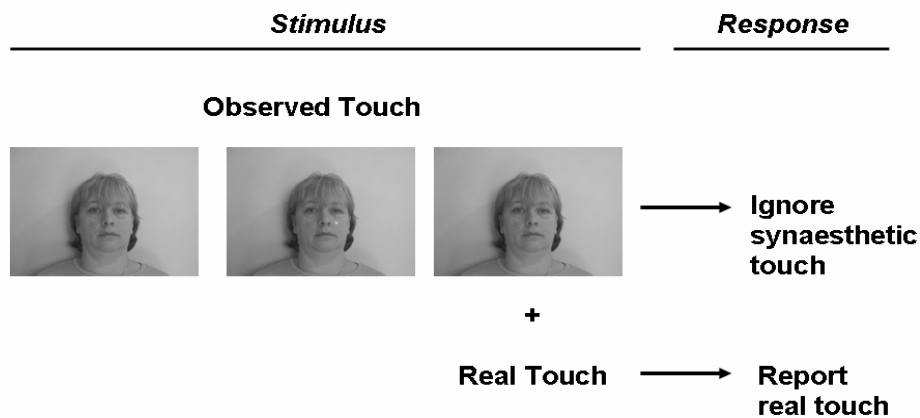 Stimulus
Response
Observed Touch
Ignore
synaesthetic
touch
+
Real Touch
Report
real touch